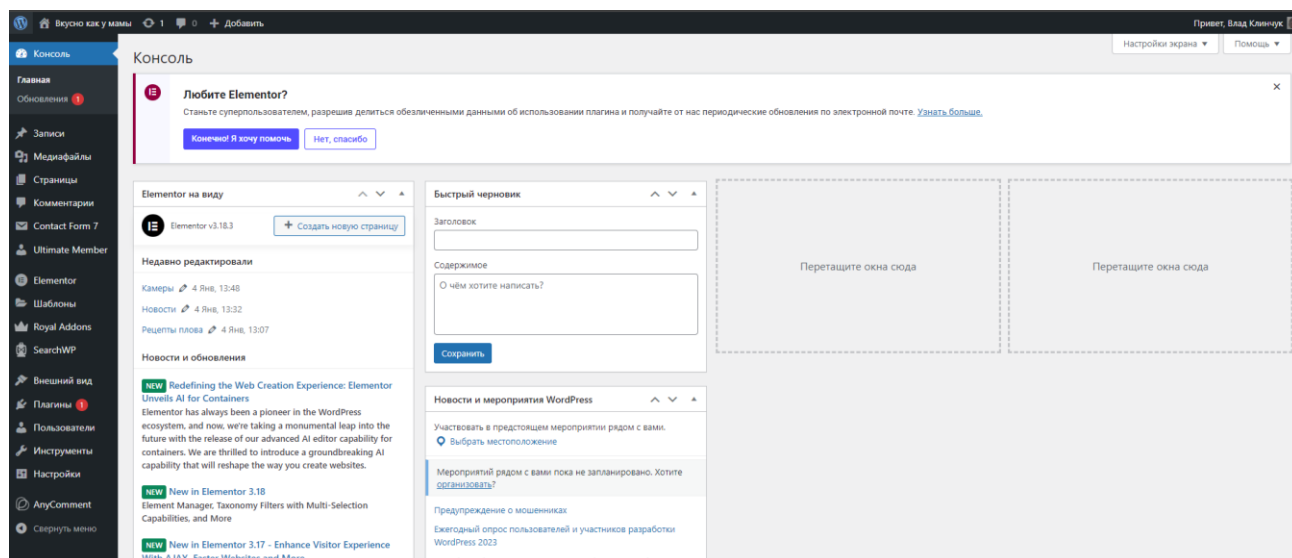 Вкусно как у мамы 1 0 + Добавить
Привет, Влад Клинчук
Консоль
Главная
Обновления 1
Записи
Медиафайлы
Страницы
Комментарии
Contact Form 7
Ultimate Member
Elementor
Шаблоны
Royal Addons
SearchWP
Внешний вид
Плагины 1
Пользователи
Инструменты
Настройки
AnyComment
Свернуть меню
Настройки экрана ▼
Помощь ▼
Консоль
Любите Elementor?
Станьте суперпользователем, разрешив делиться обезличенными данными об использовании плагина и получайте от нас периодические обновления по электронной почте. Узнать больше.
Конечно! Я хочу помочь
Нет, спасибо
Elementor на виду
Elementor v3.18.3
+ Создать новую страницу
Недавно редактировали
Камеры 4 Янв, 13:48
Новости 4 Янв, 13:32
Рецепты плова 4 Янв, 13:07
Новости и обновления
NEW Redefining the Web Creation Experience: Elementor
Unveils AI for Containers
Elementor has always been a pioneer in the WordPress
ecosystem, and now, we're taking a monumental leap into the
future with the release of our advanced AI editor capability for
containers. We are thrilled to introduce a groundbreaking AI
capability that will reshape the way you create websites.
NEW New in Elementor 3.18
Element Manager, Taxonomy Filters with Multi-Selection
Capabilities, and More
NEW New in Elementor 3.17 - Enhance Visitor Experience
With AJAX, Faster Websites and More
Быстрый черновик
Заголовок
Содержимое
О чём хотите написать?
Сохранить
Новости и мероприятия WordPress
Участвовать в предстоящем мероприятии рядом с вами.
Выбрать местоположение
Мероприятий рядом с вами пока не запланировано. Хотите
организовать?
Предупреждение о мошенниках
Ежегодный опрос пользователей и участников разработки
WordPress 2023
Перетащите окна сюда
Перетащите окна сюда